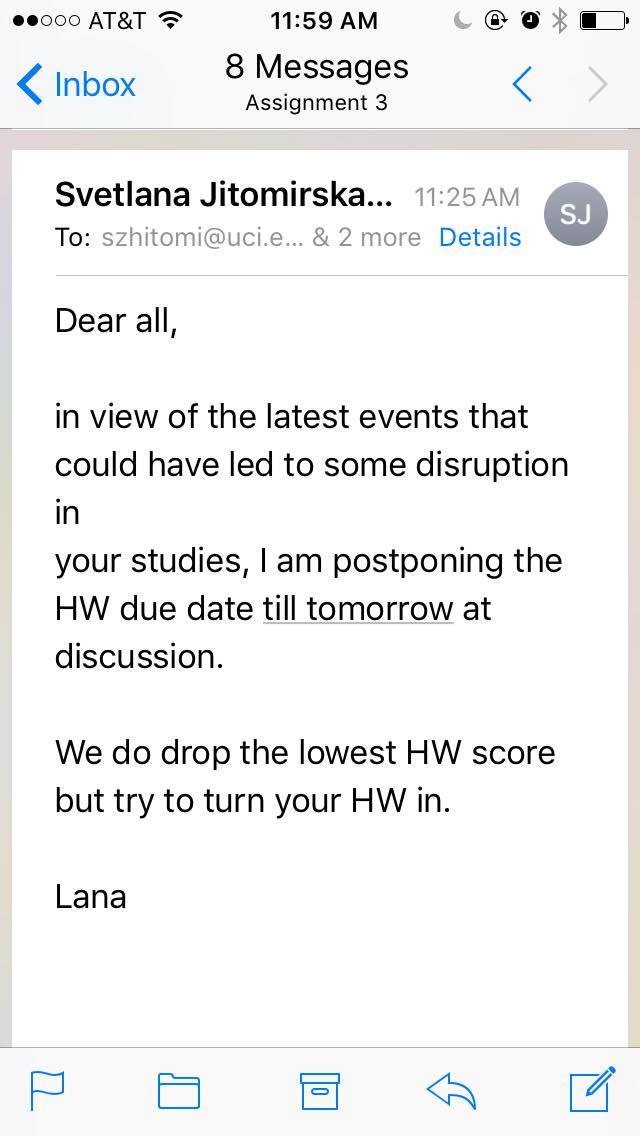 AT&T 11:59 AM
Inbox
8 Messages
Assignment 3
Svetlana Jitomirska... 11:25 AM
SJ
To: szhitomi@uci.e... & 2 more Details
Dear all,
in view of the latest events that
could have led to some disruption
in
your studies, I am postponing the
HW due date till tomorrow at
discussion.
We do drop the lowest HW score
but try to turn your HW in.
Lana